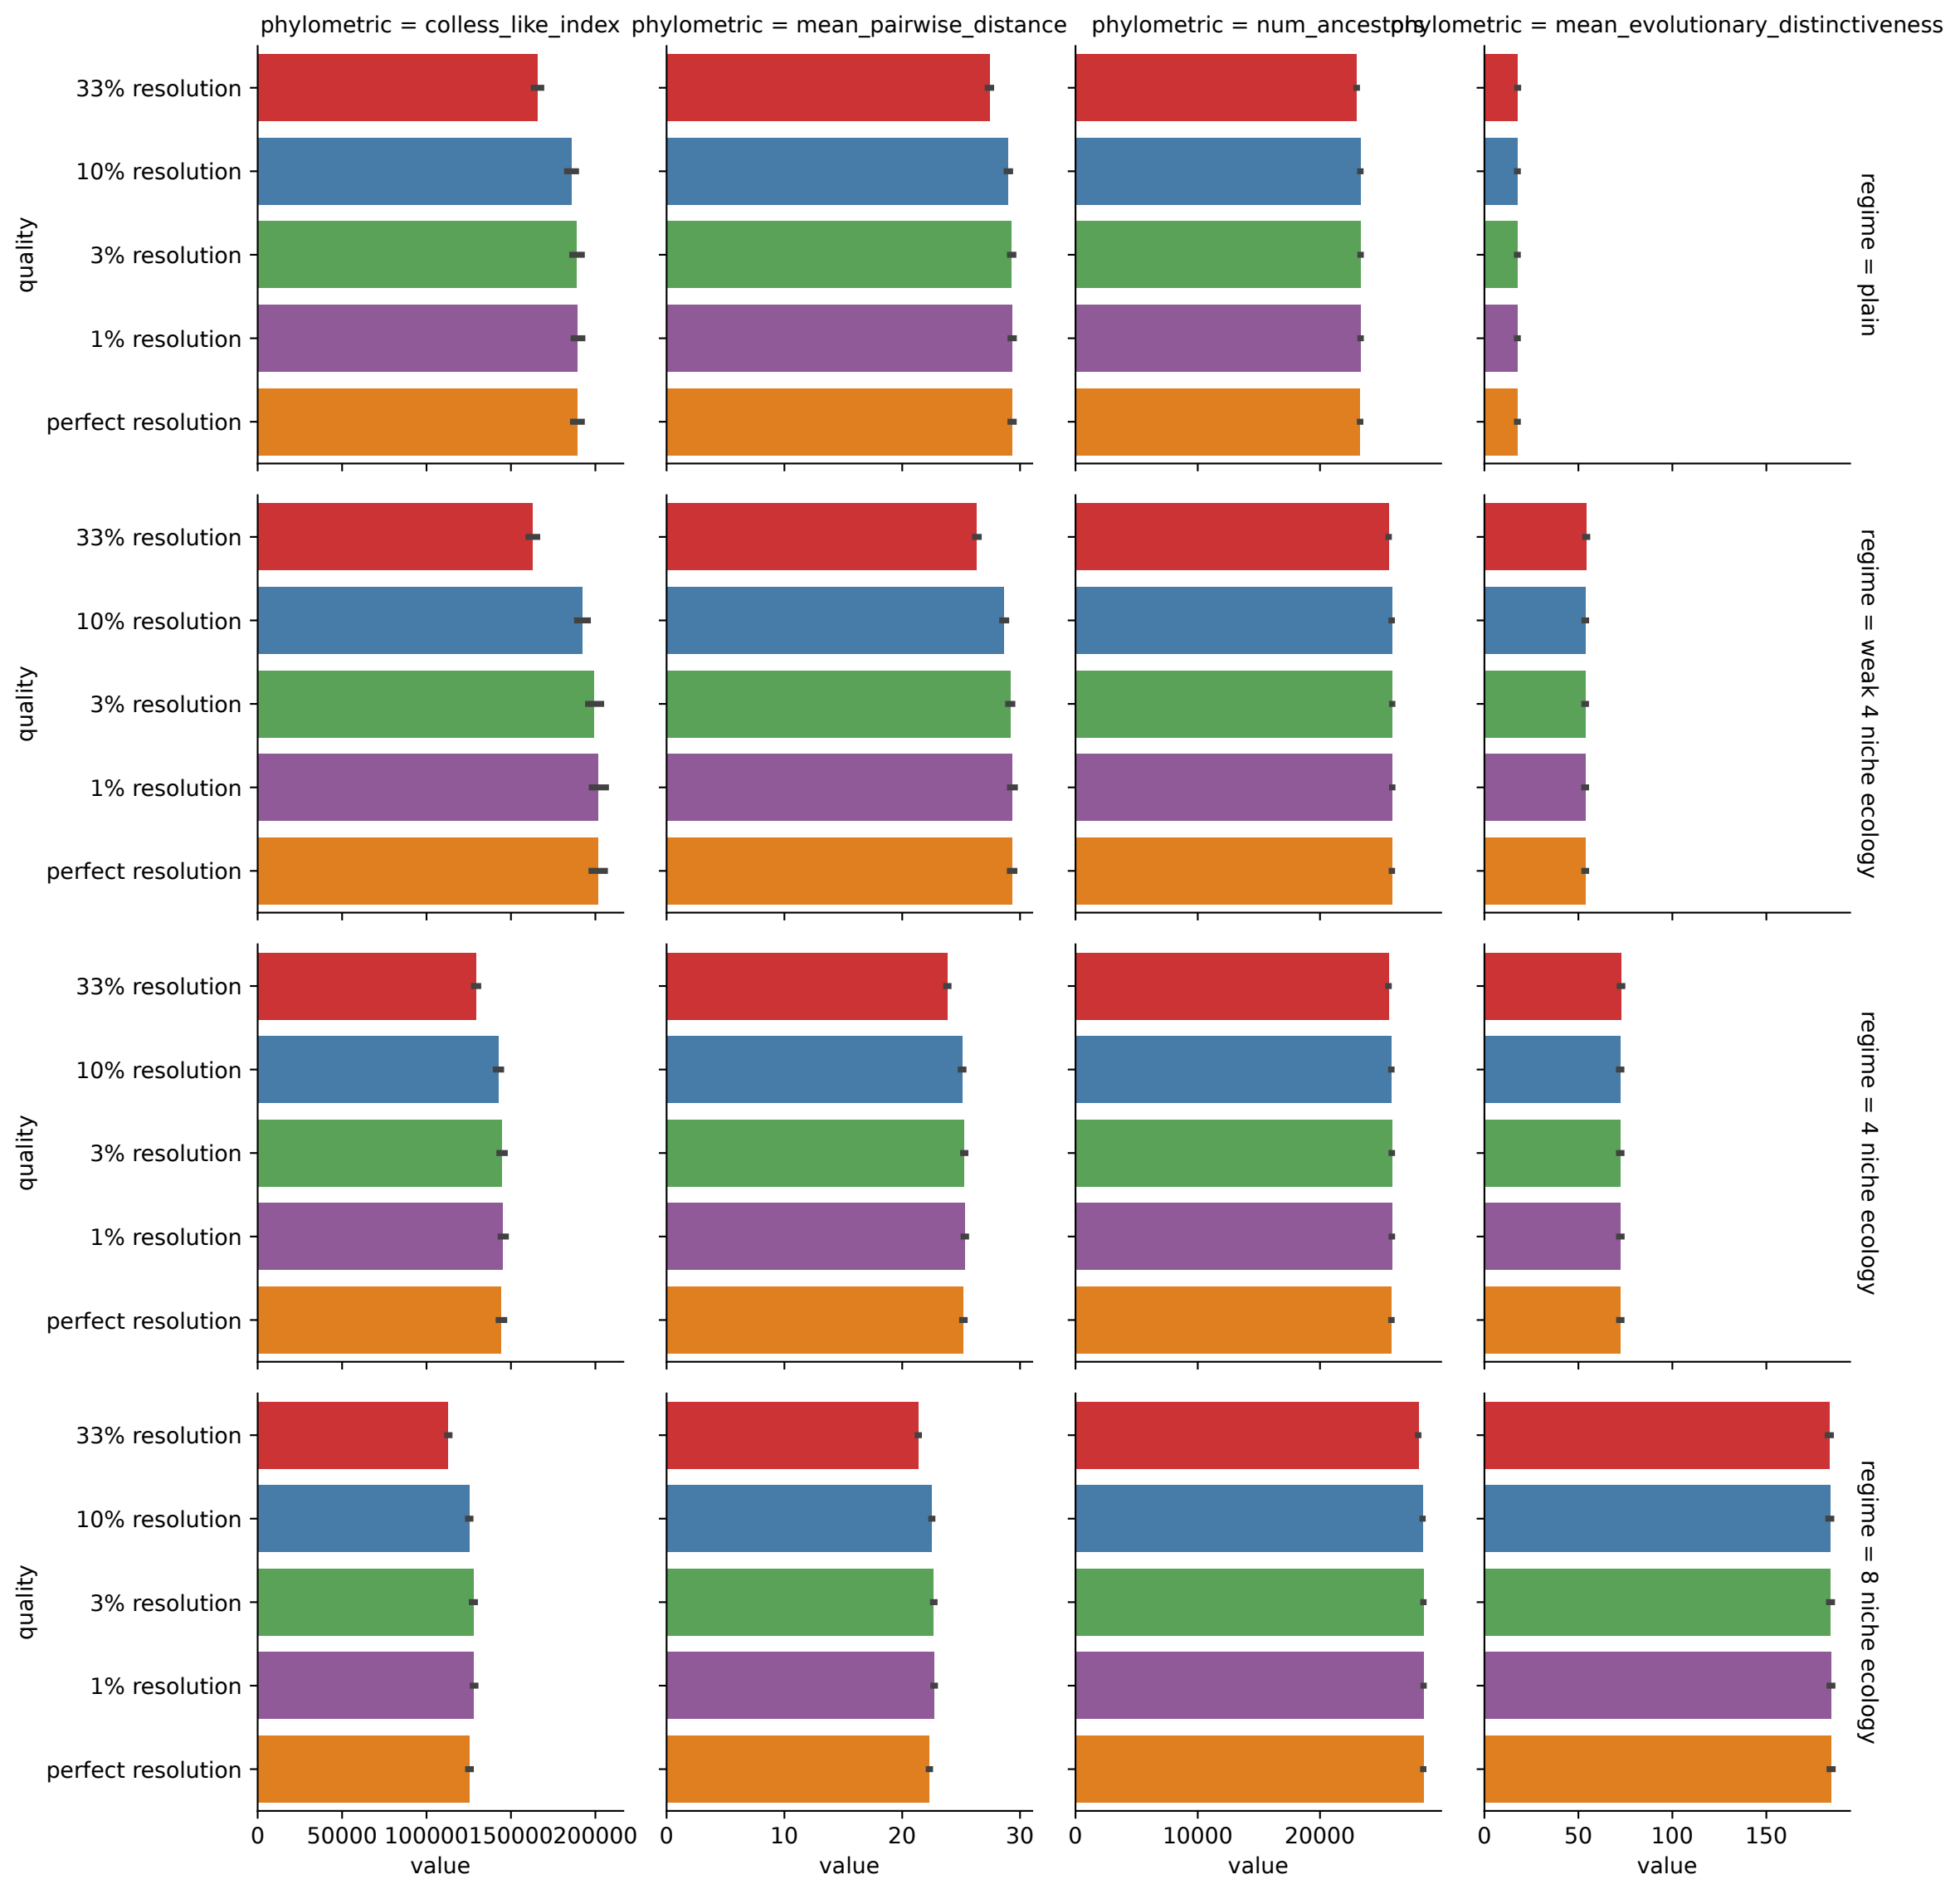 phylometric = colless_like_index
phylometric = mean_pairwise_distance
phylometric = num_ancestors
phylometric = mean_evolutionary_distinctiveness
33% resolution
10% resolution
3% resolution
1% resolution
perfect resolution
quality
regime = plain
33% resolution
10% resolution
3% resolution
1% resolution
perfect resolution
quality
regime = weak 4 niche ecology
33% resolution
10% resolution
3% resolution
1% resolution
perfect resolution
quality
regime = 4 niche ecology
33% resolution
10% resolution
3% resolution
1% resolution
perfect resolution
quality
regime = 8 niche ecology
0 50000 100000 150000 200000
0 10 20 30
0 10000 20000
0 50 100 150
value
value
value
value